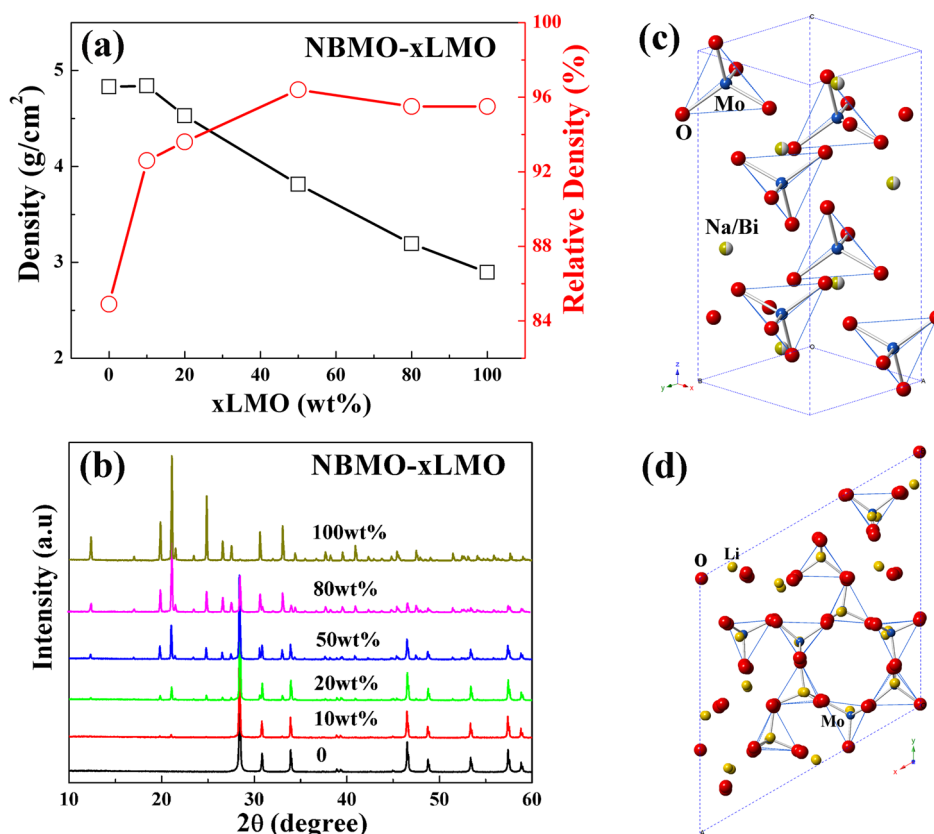 (a)
NBMO-xLMO
Density (g/cm²)
5
4
3
2
Relative Density (%)
100
96
92
88
84
0 20 40 60 80 100
xLMO (wt%)
(b)
NBMO-xLMO
Intensity (a.u)
100wt%
80wt%
50wt%
20wt%
10wt%
0
10 20 30 40 50 60
2θ (degree)
(c)
C
Mo
O
Na/Bi
O
B
A
z
y
x
(d)
O
Li
Mo
y
x